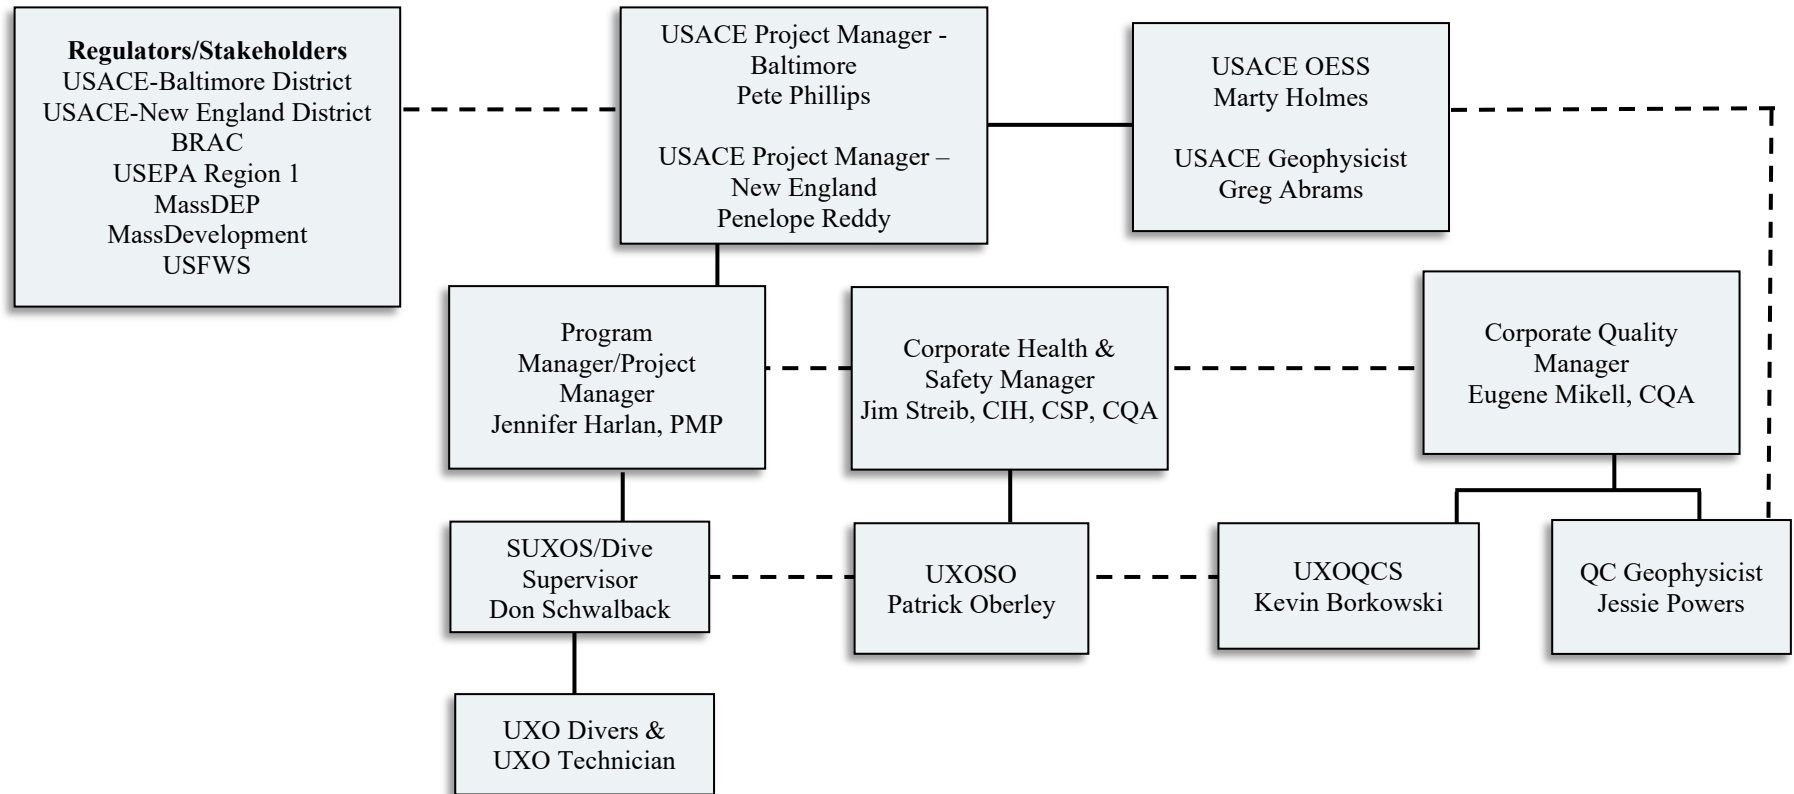 Regulators/Stakeholders
USACE-Baltimore District
USACE-New England District
BRAC
USEPA Region 1
MassDEP
MassDevelopment
USFWS
USACE Project Manager -
Baltimore
Pete Phillips
USACE Project Manager –
New England
Penelope Reddy
USACE OESS
Marty Holmes
USACE Geophysicist
Greg Abrams
Program
Manager/Project
Manager
Jennifer Harlan, PMP
Corporate Health &
Safety Manager
Jim Streib, CIH, CSP, CQA
Corporate Quality
Manager
Eugene Mikell, CQA
SUXOS/Dive
Supervisor
Don Schwalback
UXOSO
Patrick Oberley
UXOQCS
Kevin Borkowski
QC Geophysicist
Jessie Powers
UXO Divers &
UXO Technician